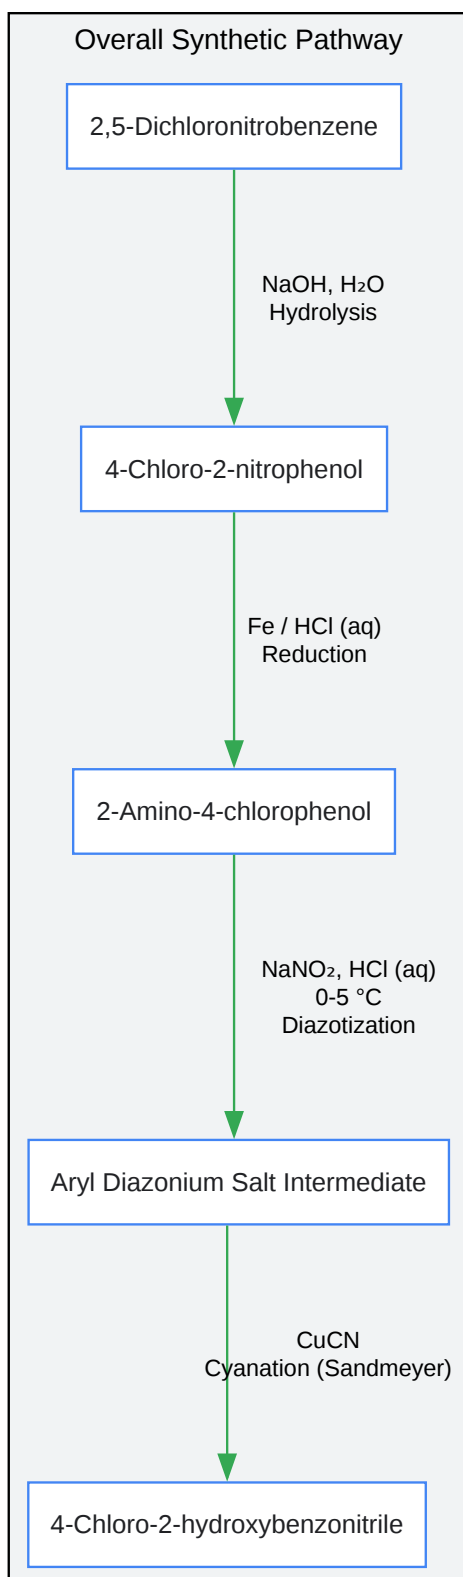 Overall Synthetic Pathway
2,5-Dichloronitrobenzene
NaOH, H₂O
Hydrolysis
4-Chloro-2-nitrophenol
Fe / HCl (aq)
Reduction
2-Amino-4-chlorophenol
NaNO₂, HCl (aq)
0-5 °C
Diazotization
Aryl Diazonium Salt Intermediate
CuCN
Cyanation (Sandmeyer)
4-Chloro-2-hydroxybenzonitrile